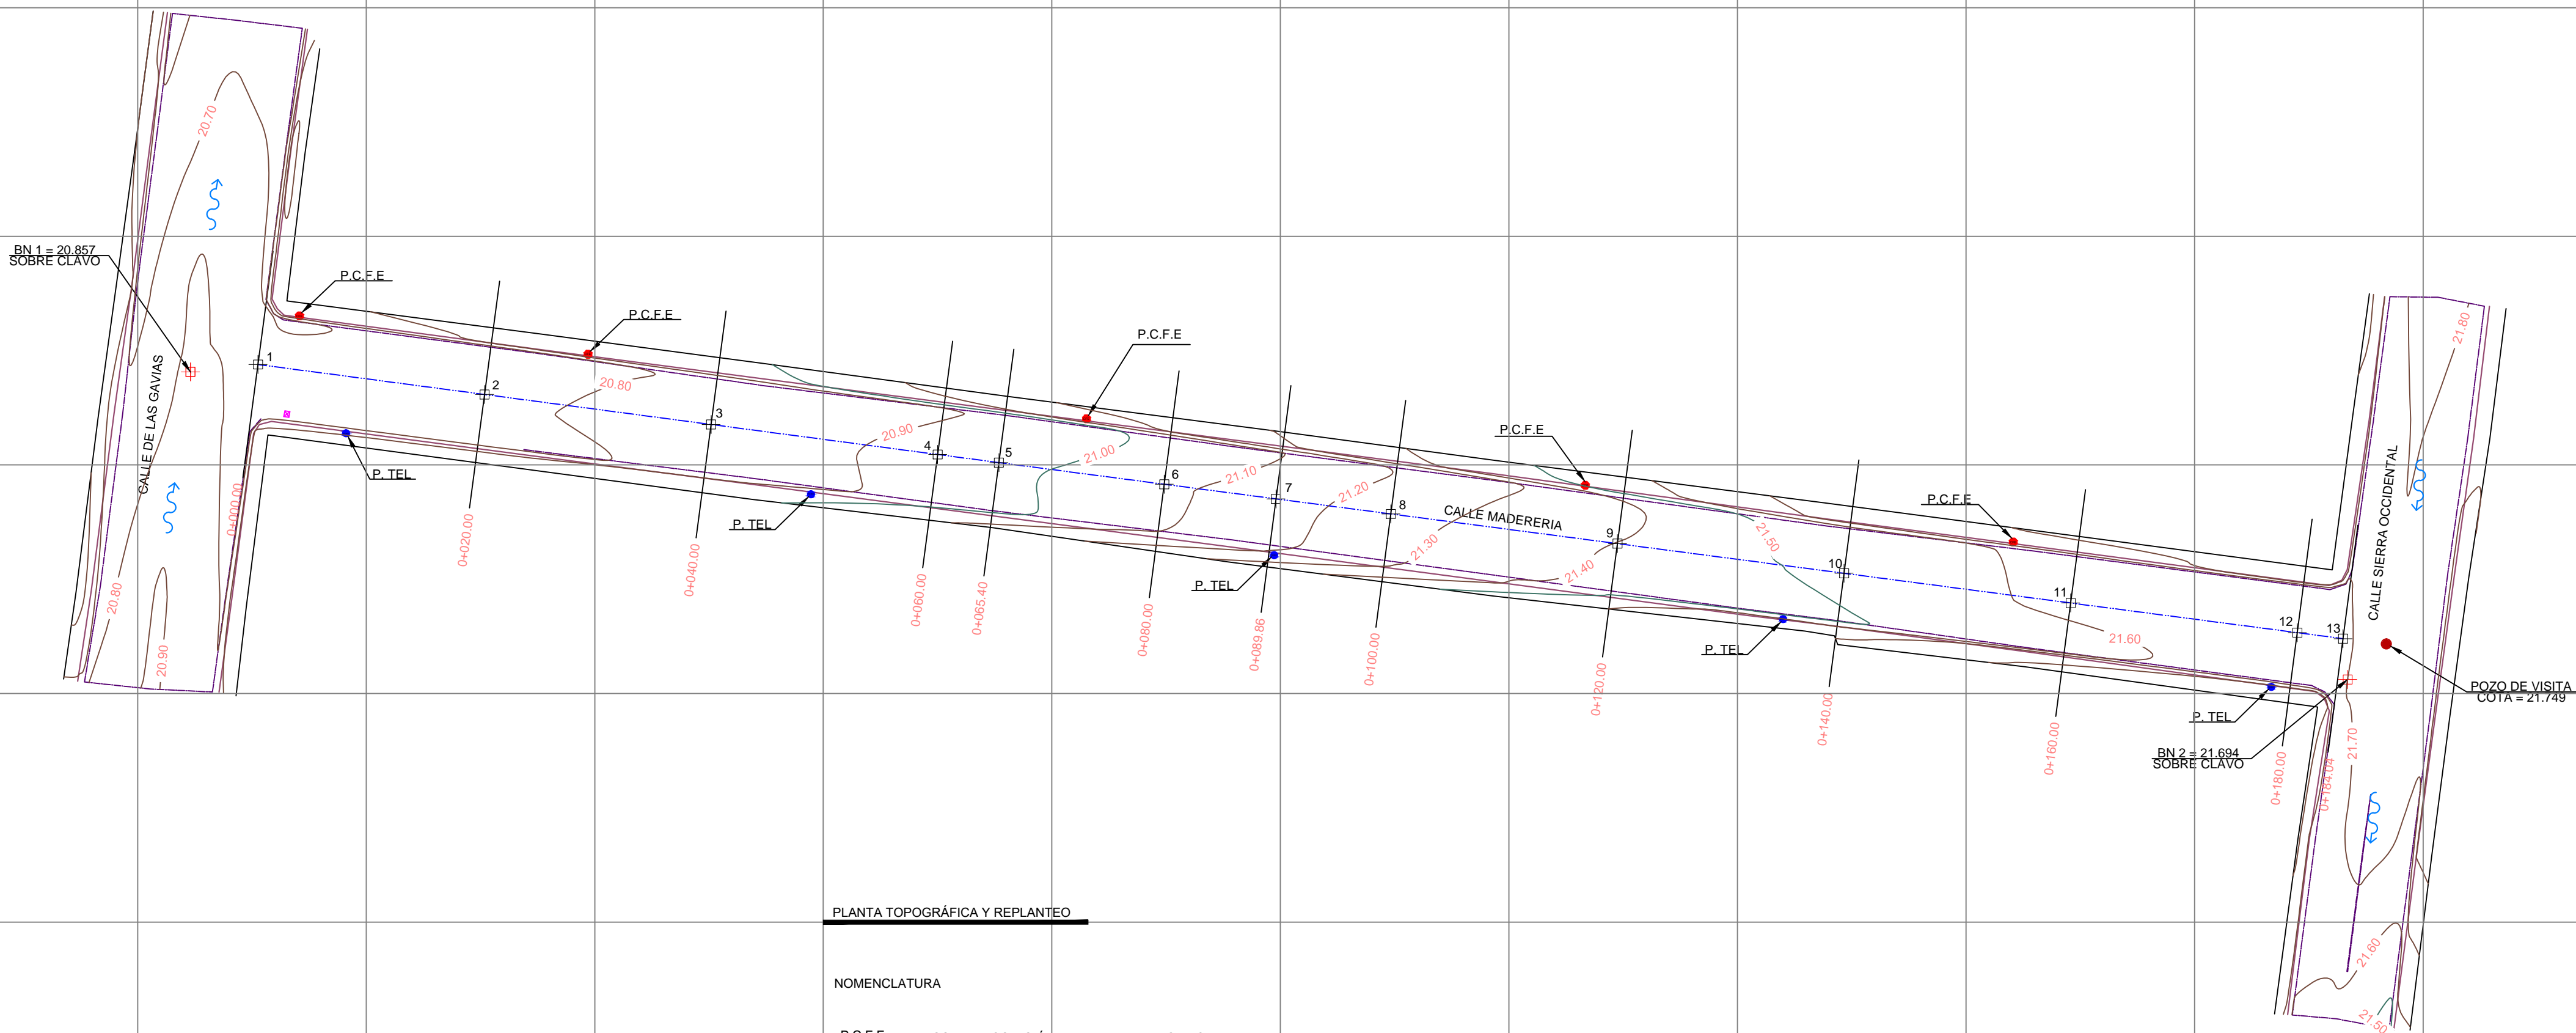 20.70
BN 1 = 20.857
SOBRE CLAVO
P.C.F.E
P.C.F.E
P.C.F.E
P.C.F.E
P.C.F.E
CALLE DE LAS GAVIAS
1
2
3
4
5
6
7
8
9
10
11
12
13
20.80
20.90
21.00
21.10
21.20
21.30
21.40
21.50
21.60
CALLE MADERERIA
P. TEL
P. TEL
P. TEL
P. TEL
P. TEL
0+000.00
0+020.00
0+040.00
0+060.00
0+065.40
0+080.00
0+089.86
0+100.00
0+120.00
0+140.00
0+160.00
0+180.00
0+184.04
20.80
20.90
21.80
CALLE SIERRA OCCIDENTAL
POZO DE VISITA
COTA = 21.749
BN 2 = 21.694
SOBRE CLAVO
21.70
21.60
21.50
PLANTA TOPOGRÁFICA Y REPLANTEO
NOMENCLATURA
P.C.F.E